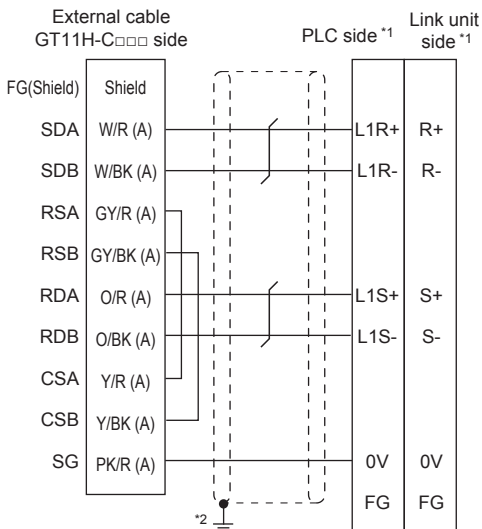 External cable
GT11H-C□□□ side
PLC side *1
Link unit
side *1
FG(Shield) Shield
SDA W/R (A) L1R+ R+
SDB W/BK (A) L1R- R-
RSA GY/R (A)
RSB GY/BK (A)
RDA O/R (A) L1S+ S+
RDB O/BK (A) L1S- S-
CSA Y/R (A)
CSB Y/BK (A)
SG PK/R (A) 0V 0V
FG FG
*2